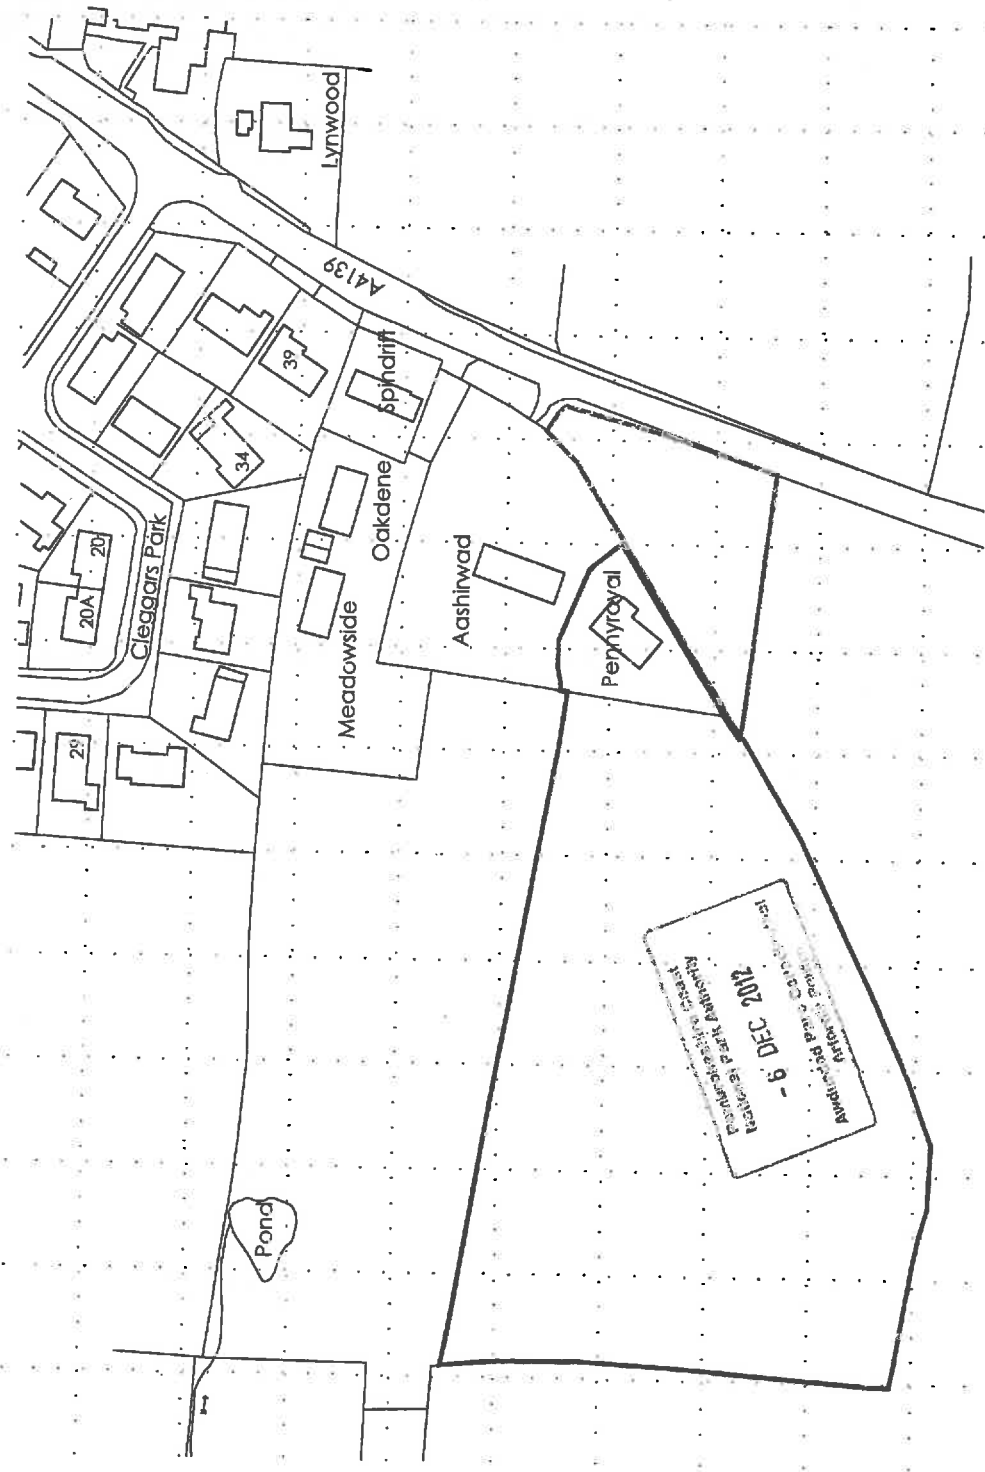 Lynwood
A4139
39
Spindrift
34
Oakdene
Cleggars Park
20
20A
Meadowside
Aashirwad
Pennyroyal
29
Pond
National Park Authority
- 6 DEC 2012